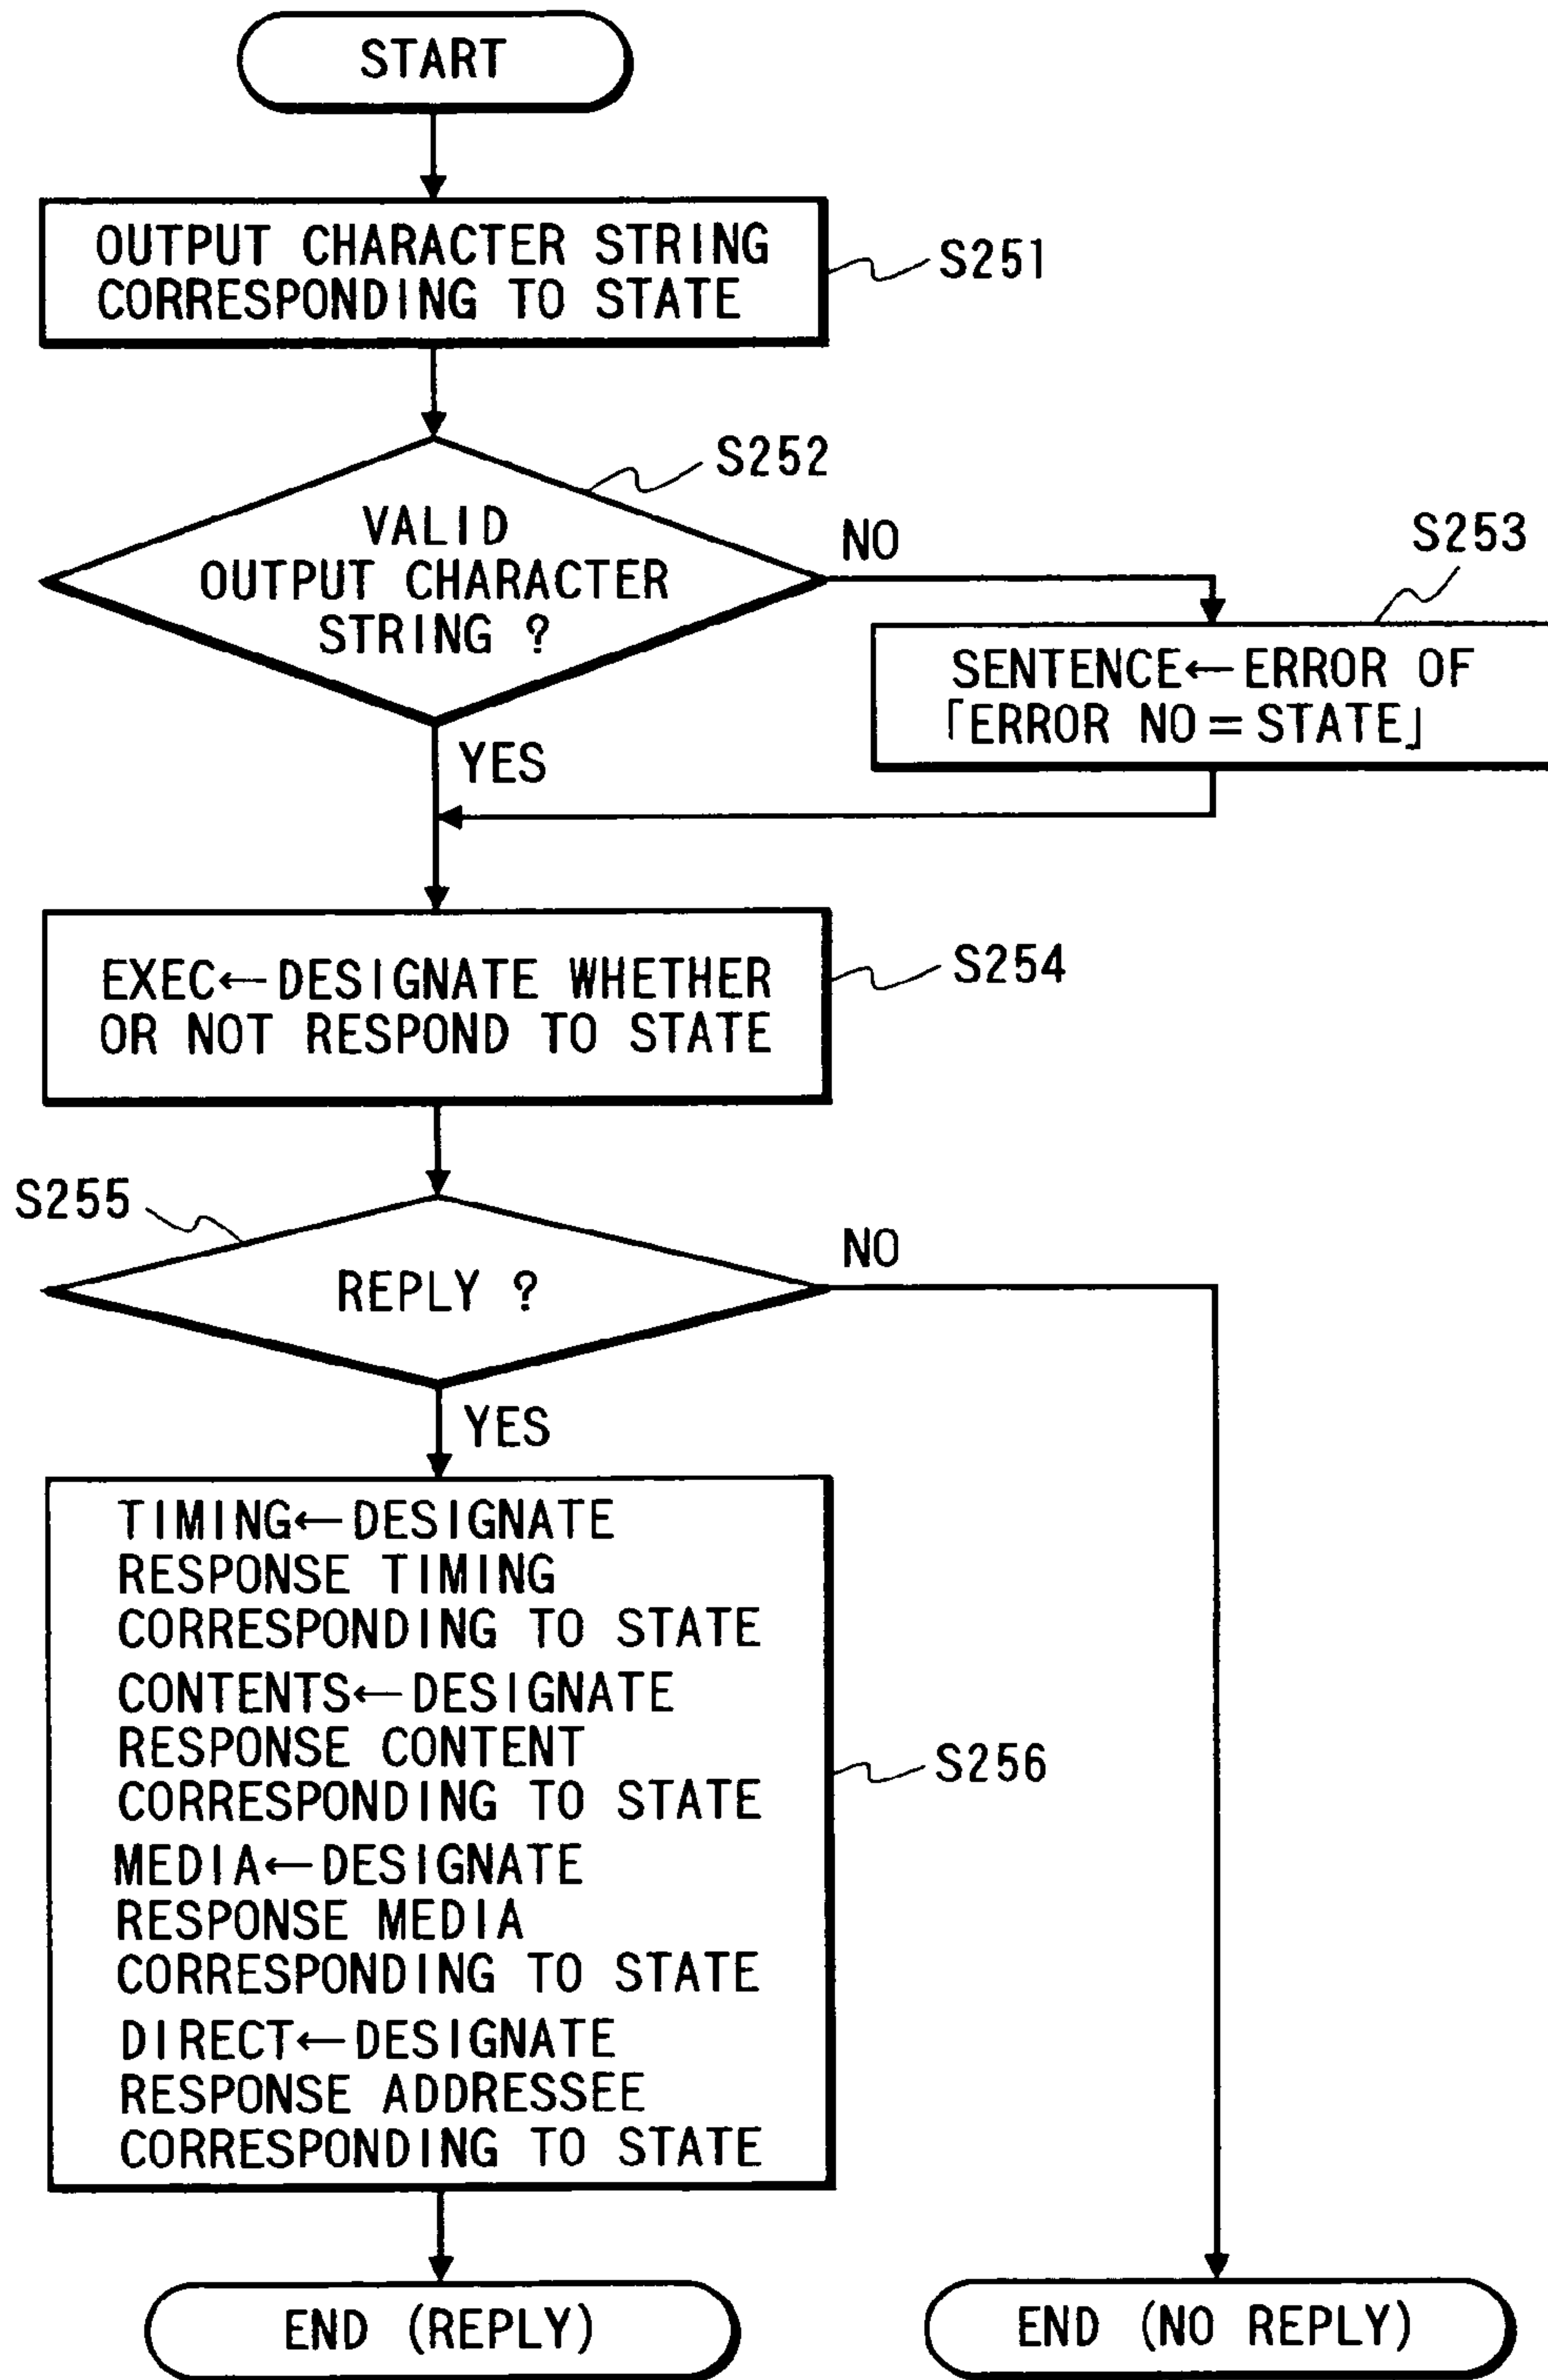 START
OUTPUT CHARACTER STRING
CORRESPONDING TO STATE
S251
S252
VALID
OUTPUT CHARACTER
STRING ?
NO
S253
SENTENCE←ERROR OF
「ERROR NO=STATE」
YES
EXEC←DESIGNATE WHETHER
OR NOT RESPOND TO STATE
S254
S255
REPLY ?
NO
YES
TIMING←DESIGNATE
RESPONSE TIMING
CORRESPONDING TO STATE
CONTENTS←DESIGNATE
RESPONSE CONTENT
CORRESPONDING TO STATE
MEDIA←DESIGNATE
RESPONSE MEDIA
CORRESPONDING TO STATE
DIRECT←DESIGNATE
RESPONSE ADDRESSEE
CORRESPONDING TO STATE
S256
END (REPLY)
END (NO REPLY)